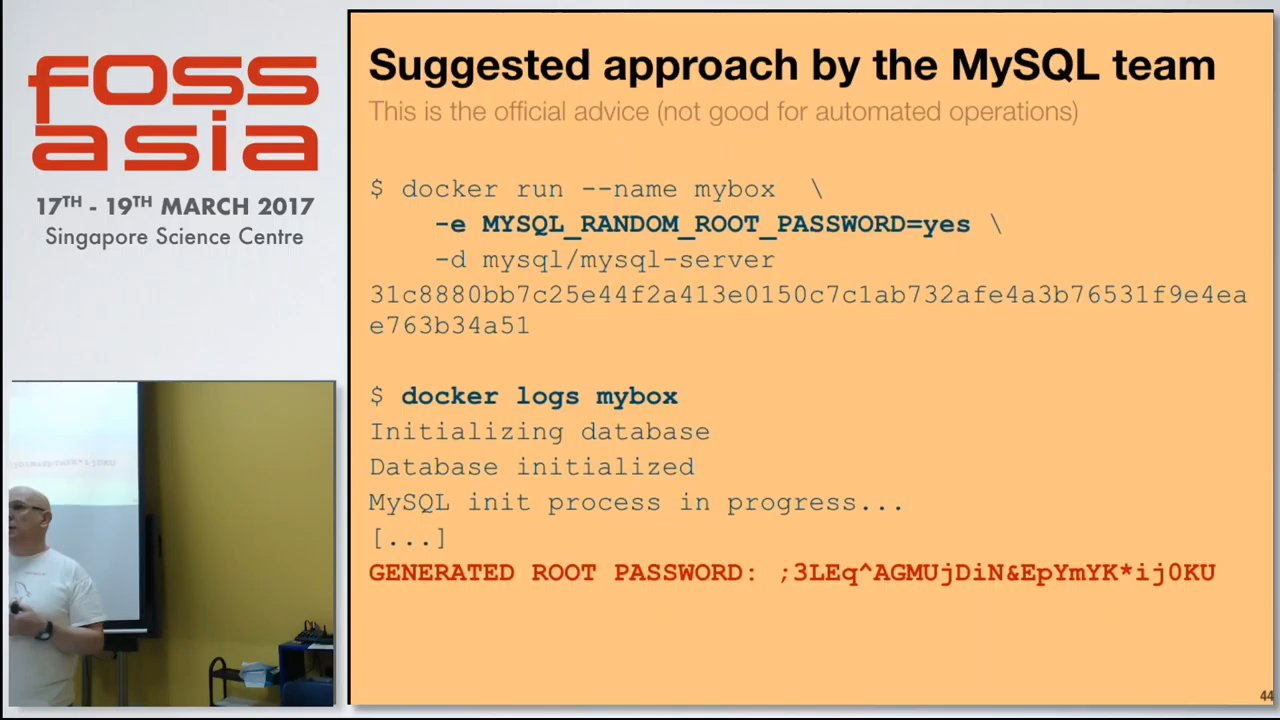 foss
asia
17TH - 19TH MARCH 2017
Singapore Science Centre
Suggested approach by the MySQL team
This is the official advice (not good for automated operations)
$ docker run --name mybox \
-e MYSQL_RANDOM_ROOT_PASSWORD=yes \
-d mysql/mysql-server
31c8880bb7c25e44f2a413e0150c7c1ab732afe4a3b76531f9e4ea
e763b34a51
$ docker logs mybox
Initializing database
Database initialized
MySQL init process in progress...
[...]
GENERATED ROOT PASSWORD: ;3LEq^AGMUjDiN&EpYmYK*ij0KU
44